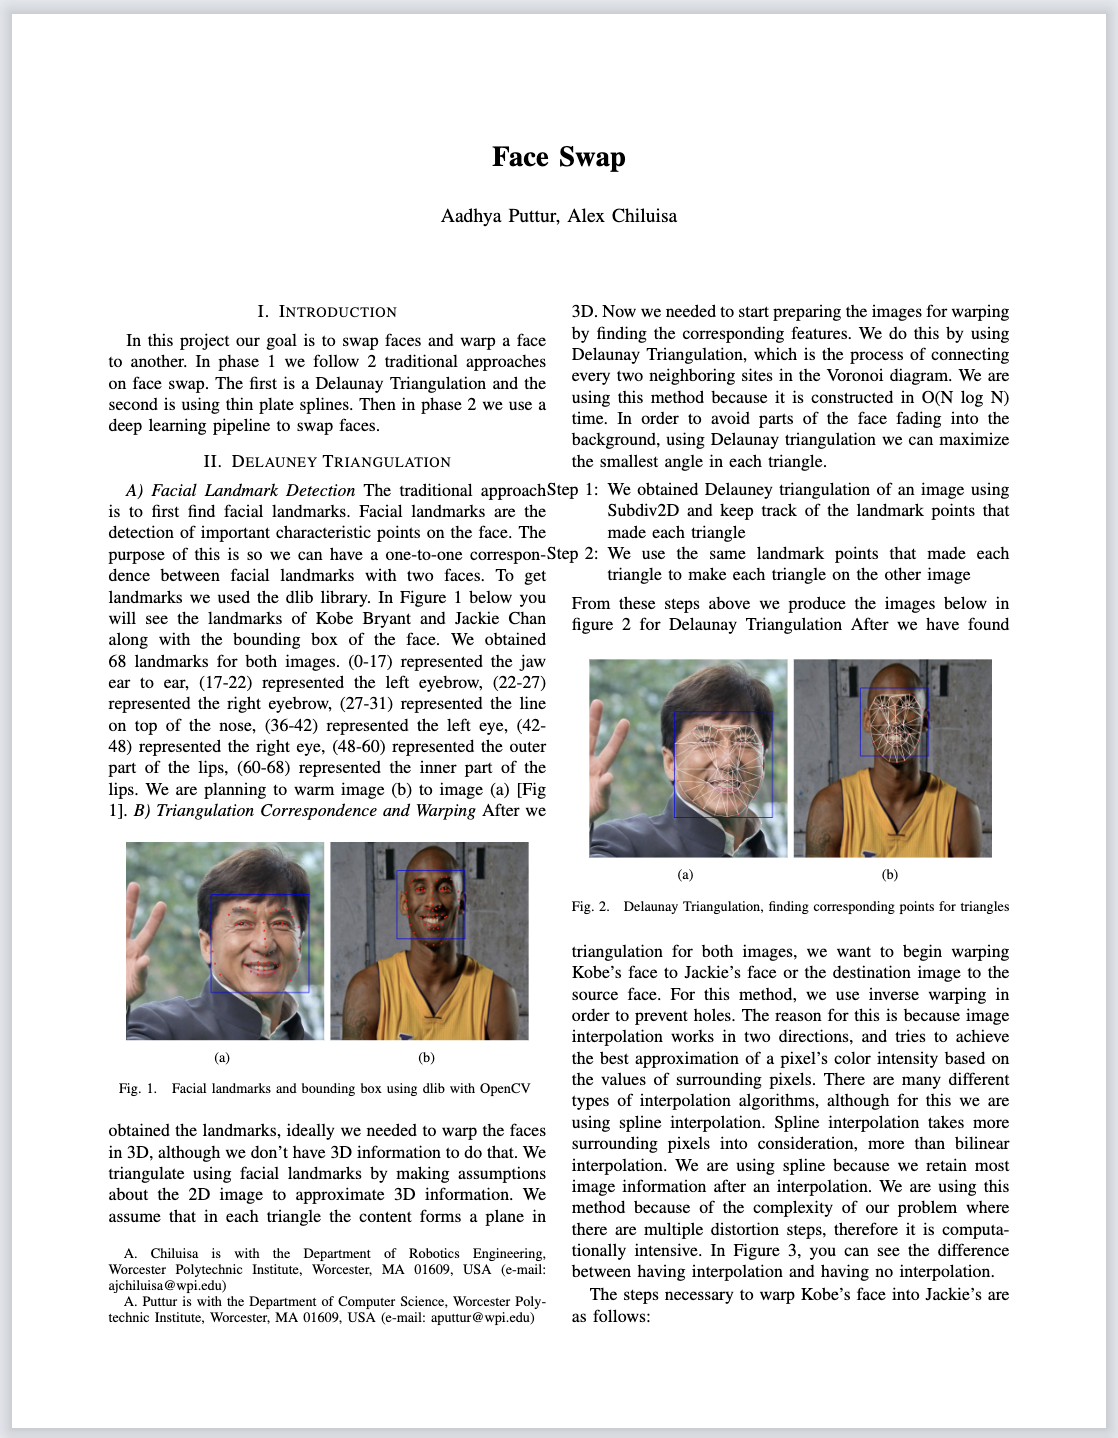 Face Swap
Aadhya Puttur, Alex Chiluisa
I. INTRODUCTION
In this project our goal is to swap faces and warp a face
to another. In phase 1 we follow 2 traditional approaches
on face swap. The first is a Delaunay Triangulation and the
second is using thin plate splines. Then in phase 2 we use a
deep learning pipeline to swap faces.
II. DELAUNEY TRIANGULATION
A) Facial Landmark Detection The traditional approach
is to first find facial landmarks. Facial landmarks are the
detection of important characteristic points on the face. The
purpose of this is so we can have a one-to-one correspon-
dence between facial landmarks with two faces. To get
landmarks we used the dlib library. In Figure 1 below you
will see the landmarks of Kobe Bryant and Jackie Chan
along with the bounding box of the face. We obtained
68 landmarks for both images. (0-17) represented the jaw
ear to ear, (17-22) represented the left eyebrow, (22-27)
represented the right eyebrow, (27-31) represented the line
on top of the nose, (36-42) represented the left eye, (42-
48) represented the right eye, (48-60) represented the outer
part of the lips, (60-68) represented the inner part of the
lips. We are planning to warm image (b) to image (a) [Fig
1]. B) Triangulation Correspondence and Warping After we
(a)
(b)
Fig. 1. Facial landmarks and bounding box using dlib with OpenCV
obtained the landmarks, ideally we needed to warp the faces
in 3D, although we don't have 3D information to do that. We
triangulate using facial landmarks by making assumptions
about the 2D image to approximate 3D information. We
assume that in each triangle the content forms a plane in
A. Chiluisa is with the Department of Robotics Engineering,
Worcester Polytechnic Institute, Worcester, MA 01609, USA (e-mail:
ajchiluisa@wpi.edu)
A. Puttur is with the Department of Computer Science, Worcester Poly-
technic Institute, Worcester, MA 01609, USA (e-mail: aputtur@wpi.edu)
3D. Now we needed to start preparing the images for warping
by finding the corresponding features. We do this by using
Delaunay Triangulation, which is the process of connecting
every two neighboring sites in the Voronoi diagram. We are
using this method because it is constructed in O(N log N)
time. In order to avoid parts of the face fading into the
background, using Delaunay triangulation we can maximize
the smallest angle in each triangle.
Step 1: We obtained Delauney triangulation of an image using
Subdiv2D and keep track of the landmark points that
made each triangle
Step 2: We use the same landmark points that made each
triangle to make each triangle on the other image
From these steps above we produce the images below in
figure 2 for Delaunay Triangulation After we have found
(a)
(b)
Fig. 2. Delaunay Triangulation, finding corresponding points for triangles
triangulation for both images, we want to begin warping
Kobe's face to Jackie's face or the destination image to the
source face. For this method, we use inverse warping in
order to prevent holes. The reason for this is because image
interpolation works in two directions, and tries to achieve
the best approximation of a pixel's color intensity based on
the values of surrounding pixels. There are many different
types of interpolation algorithms, although for this we are
using spline interpolation. Spline interpolation takes more
surrounding pixels into consideration, more than bilinear
interpolation. We are using spline because we retain most
image information after an interpolation. We are using this
method because of the complexity of our problem where
there are multiple distortion steps, therefore it is computa-
tionally intensive. In Figure 3, you can see the difference
between having interpolation and having no interpolation.
The steps necessary to warp Kobe's face into Jackie's are
as follows: